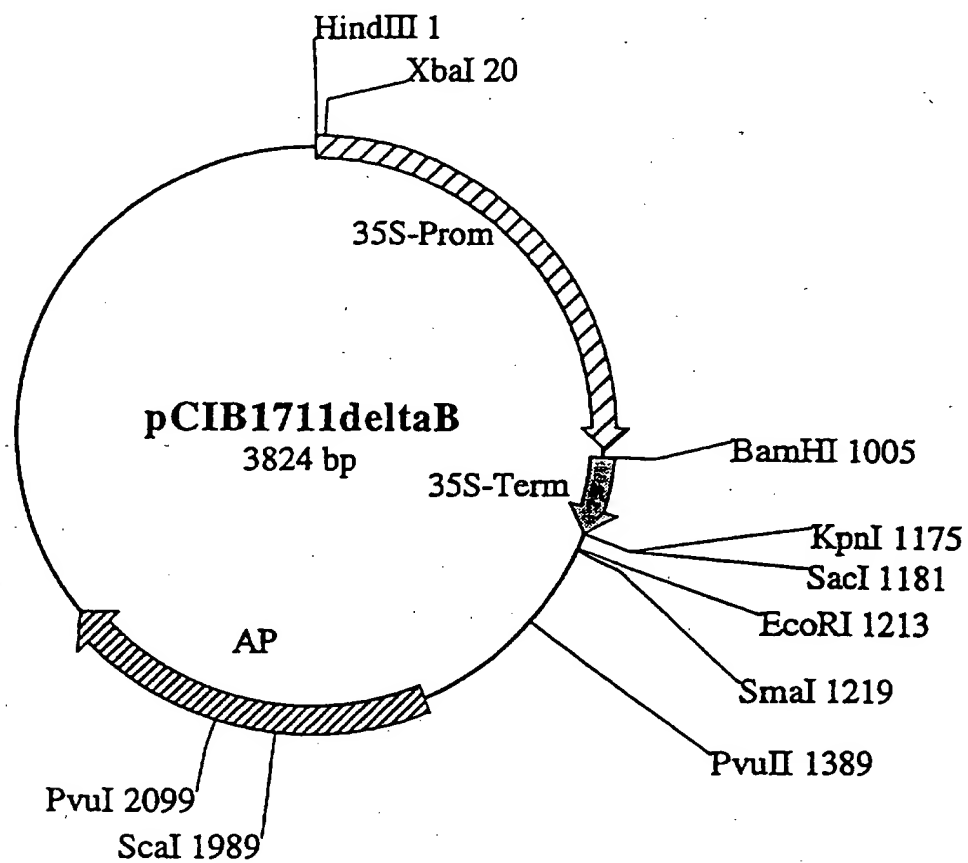 HindIII 1
XbaI 20
35S-Prom
pCIB1711deltaB
3824 bp
BamHI 1005
35S-Term
KpnI 1175
SacI 1181
EcoRI 1213
AP
SmaI 1219
PvuII 1389
PvuI 2099
ScaI 1989